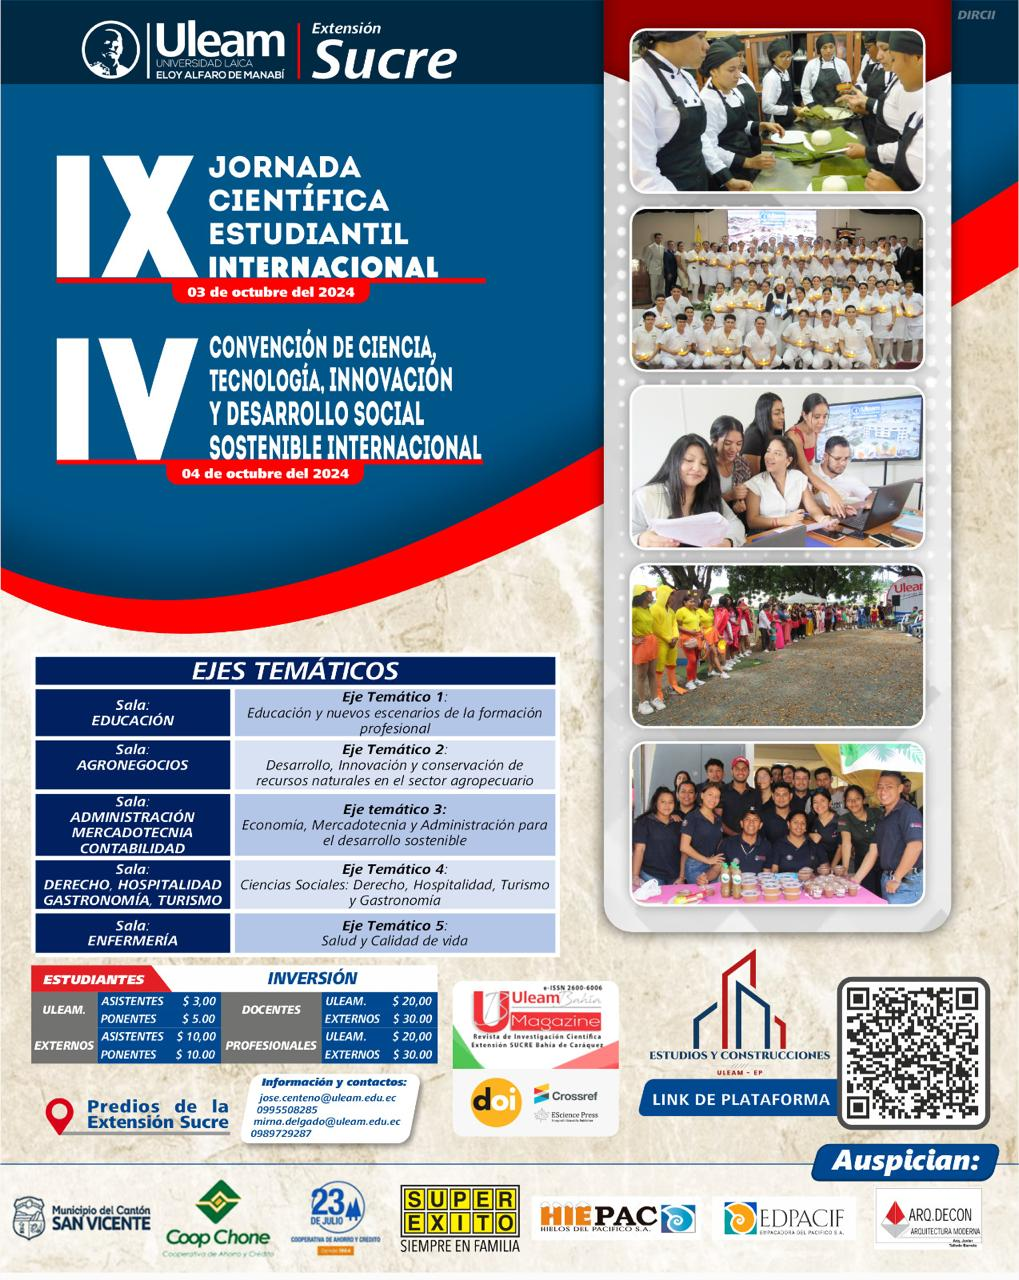 DIRCII
Uleam
UNIVERSIDAD LAICA
ELOY ALFARO DE MANABÍ
Extensión
Sucre
IX
JORNADA
CIENTÍFICA
ESTUDIANTIL
INTERNACIONAL
03 de octubre del 2024
IV
CONVENCIÓN DE CIENCIA,
TECNOLOGÍA, INNOVACIÓN
Y DESARROLLO SOCIAL
SOSTENIBLE INTERNACIONAL
04 de octubre del 2024
Uleam
Uleam
EJES TEMÁTICOS
Sala:
EDUCACIÓN
Eje Temático 1:
Educación y nuevos escenarios de la formación
profesional
Sala:
AGRONEGOCIOS
Eje Temático 2:
Desarrollo, Innovación y conservación de
recursos naturales en el sector agropecuario
Sala:
ADMINISTRACIÓN
MERCADOTECNIA
CONTABILIDAD
Eje temático 3:
Economía, Mercadotecnia y Administración para
el desarrollo sostenible
Sala:
DERECHO, HOSPITALIDAD
GASTRONOMÍA, TURISMO
Eje Temático 4:
Ciencias Sociales: Derecho, Hospitalidad, Turismo
y Gastronomía
Sala:
ENFERMERÍA
Eje Temático 5:
Salud y Calidad de vida
ESTUDIANTES INVERSIÓN
ULEAM. ASISTENTES $ 3,00 DOCENTES ULEAM. $ 20,00
PONENTES $ 5.00 EXTERNOS $ 30.00
EXTERNOS ASISTENTES $ 10,00 PROFESIONALES ULEAM. $ 20,00
PONENTES $ 10.00 EXTERNOS $ 30.00
Predios de la
Extensión Sucre
Información y contactos:
jose.centeno@uleam.edu.ec
0995508285
mirna.delgado@uleam.edu.ec
0989729287
e-ISSN 2600-6006
UB Uleam Bahía
Magazine
Revista de Investigación Científica
Extensión SUCRE Bahía de Caráquez
doi
Crossref
EScience Press
ESTUDIOS Y CONSTRUCCIONES
ULEAM - EP
LINK DE PLATAFORMA
Auspician:
Municipio del Cantón
SAN VICENTE
Coop Chone
Cooperativa de Ahorro y Crédito
23
DE JULIO
COOPERATIVA DE AHORRO Y CRÉDITO
Desde 1964
SUPER
EXITO
SIEMPRE EN FAMILIA
HIEPAC
HIELOS DEL PACIFICO S.A.
EDPACIF
EMPACADORA DEL PACIFICO S.A.
ARQ.DECON
ARQUITECTURA MODERNA